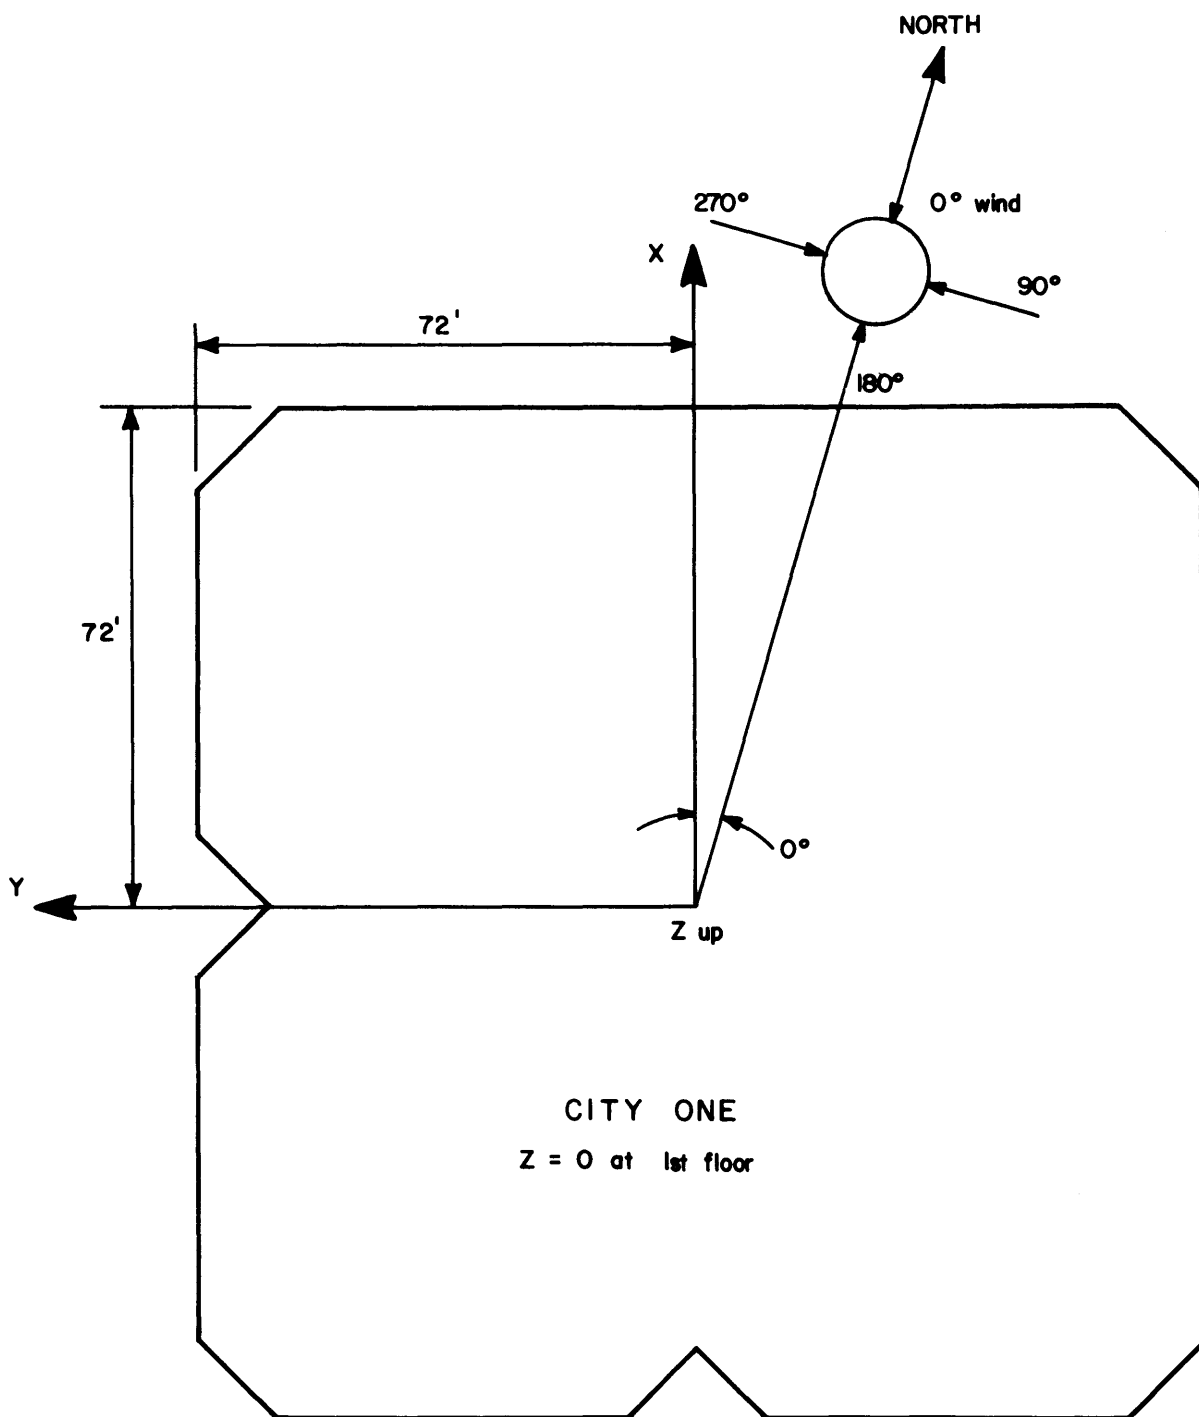 NORTH
270°
0° wind
X
90°
72'
180°
72'
0°
Y
Z up
CITY ONE
Z = 0 at 1st floor